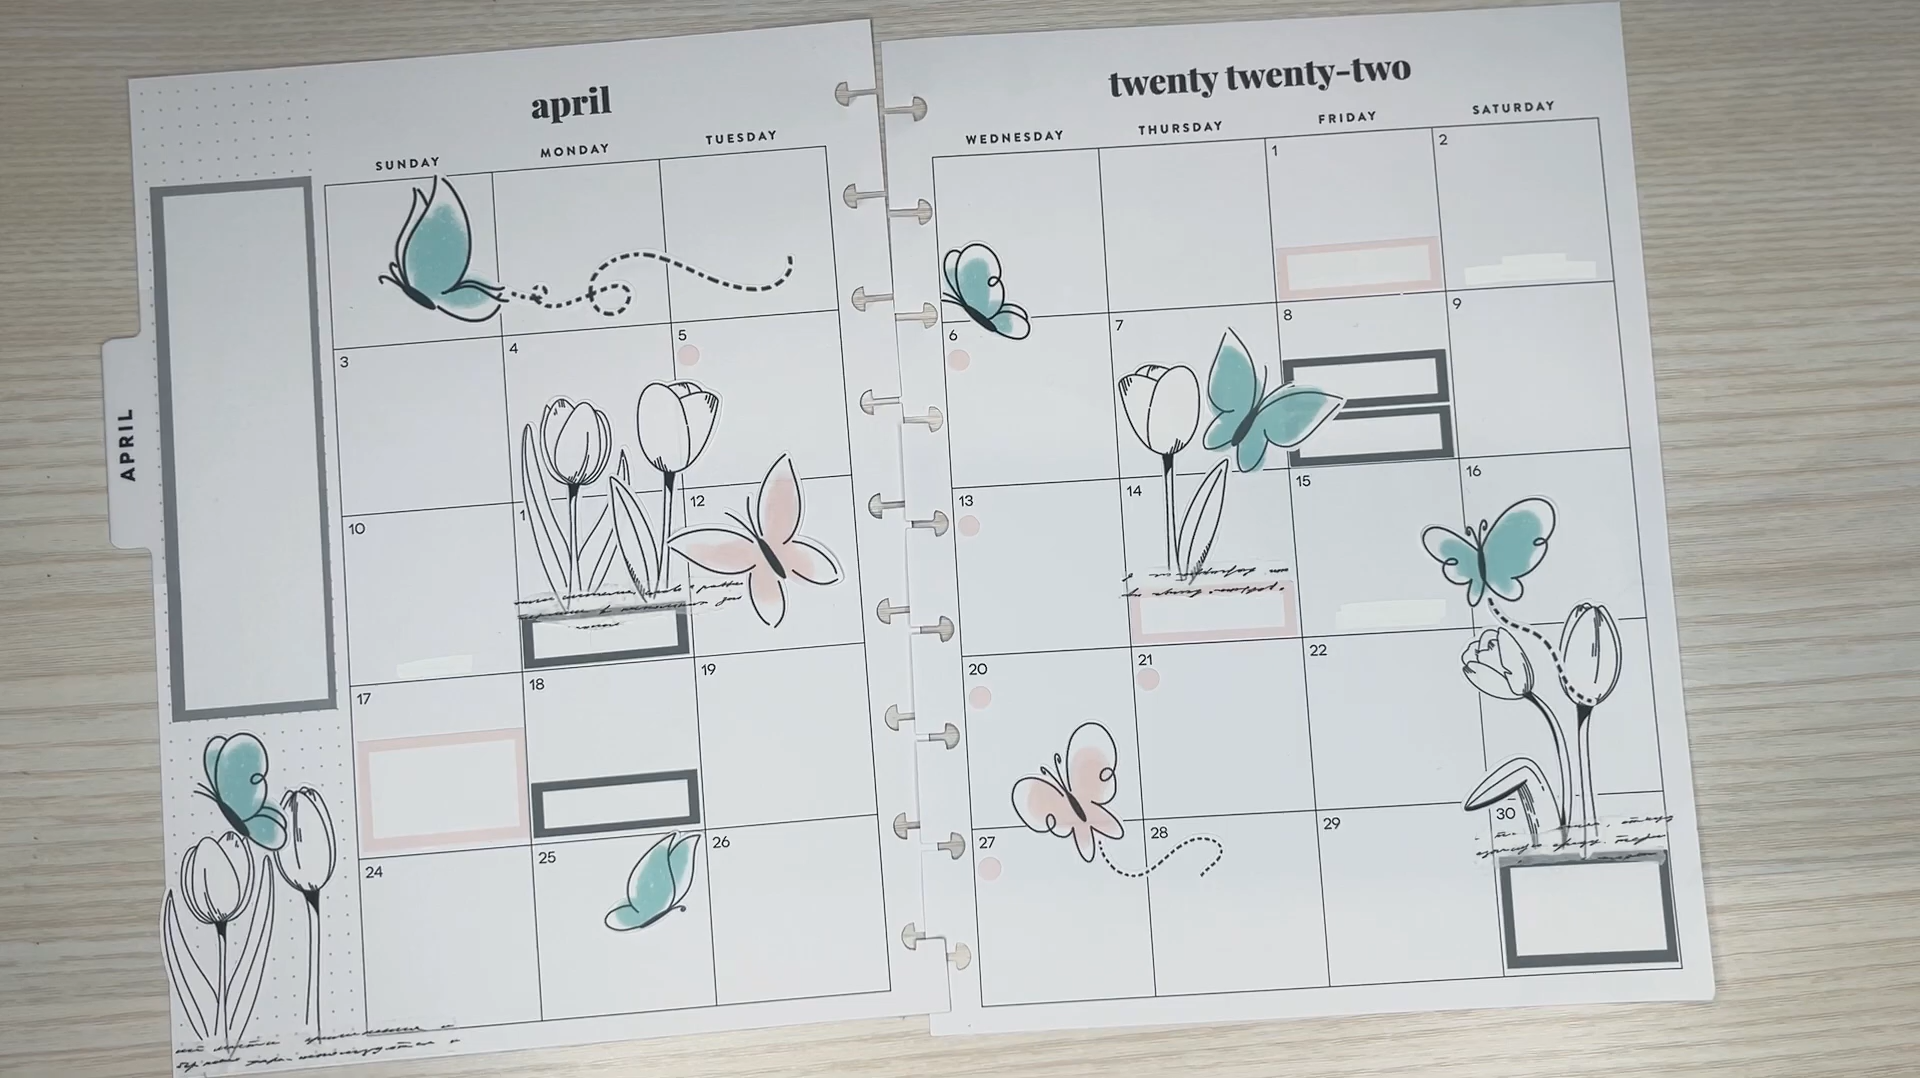 april
twenty twenty-two
SUNDAY MONDAY TUESDAY WEDNESDAY THURSDAY FRIDAY SATURDAY
1 2
3 4 5 6 7 8 9
10 1 12 13 14 15 16
17 18 19 20 21 22
24 25 26 27 28 29 30
APRIL